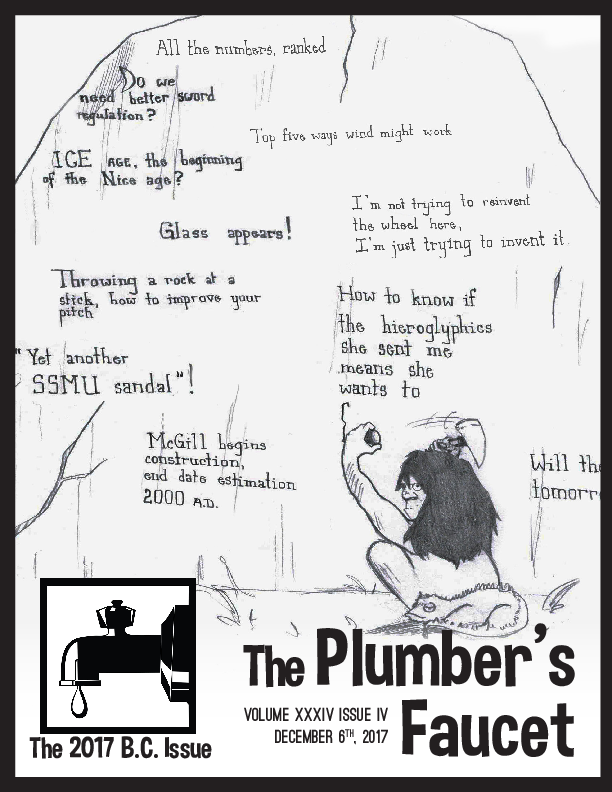 All the numbers, ranked
Do we
need better sword
regulation?
Top five ways wind might work
ICE AGE, the beginning
of the Nice age?
I'm not trying to reinvent
the wheel here,
I'm just trying to invent it.
Glass appears!
Throwing a rock at a
stick, how to improve your
pitch
How to know if
the hieroglyphics
she sent me
means she
wants to
"Yet another
SSMU sandal"!
McGill begins
construction,
end date estimation
2000 A.D.
Will th
tomorr
The Plumber's
Faucet
VOLUME XXXIV ISSUE IV
DECEMBER 6TH, 2017
The 2017 B.C. Issue